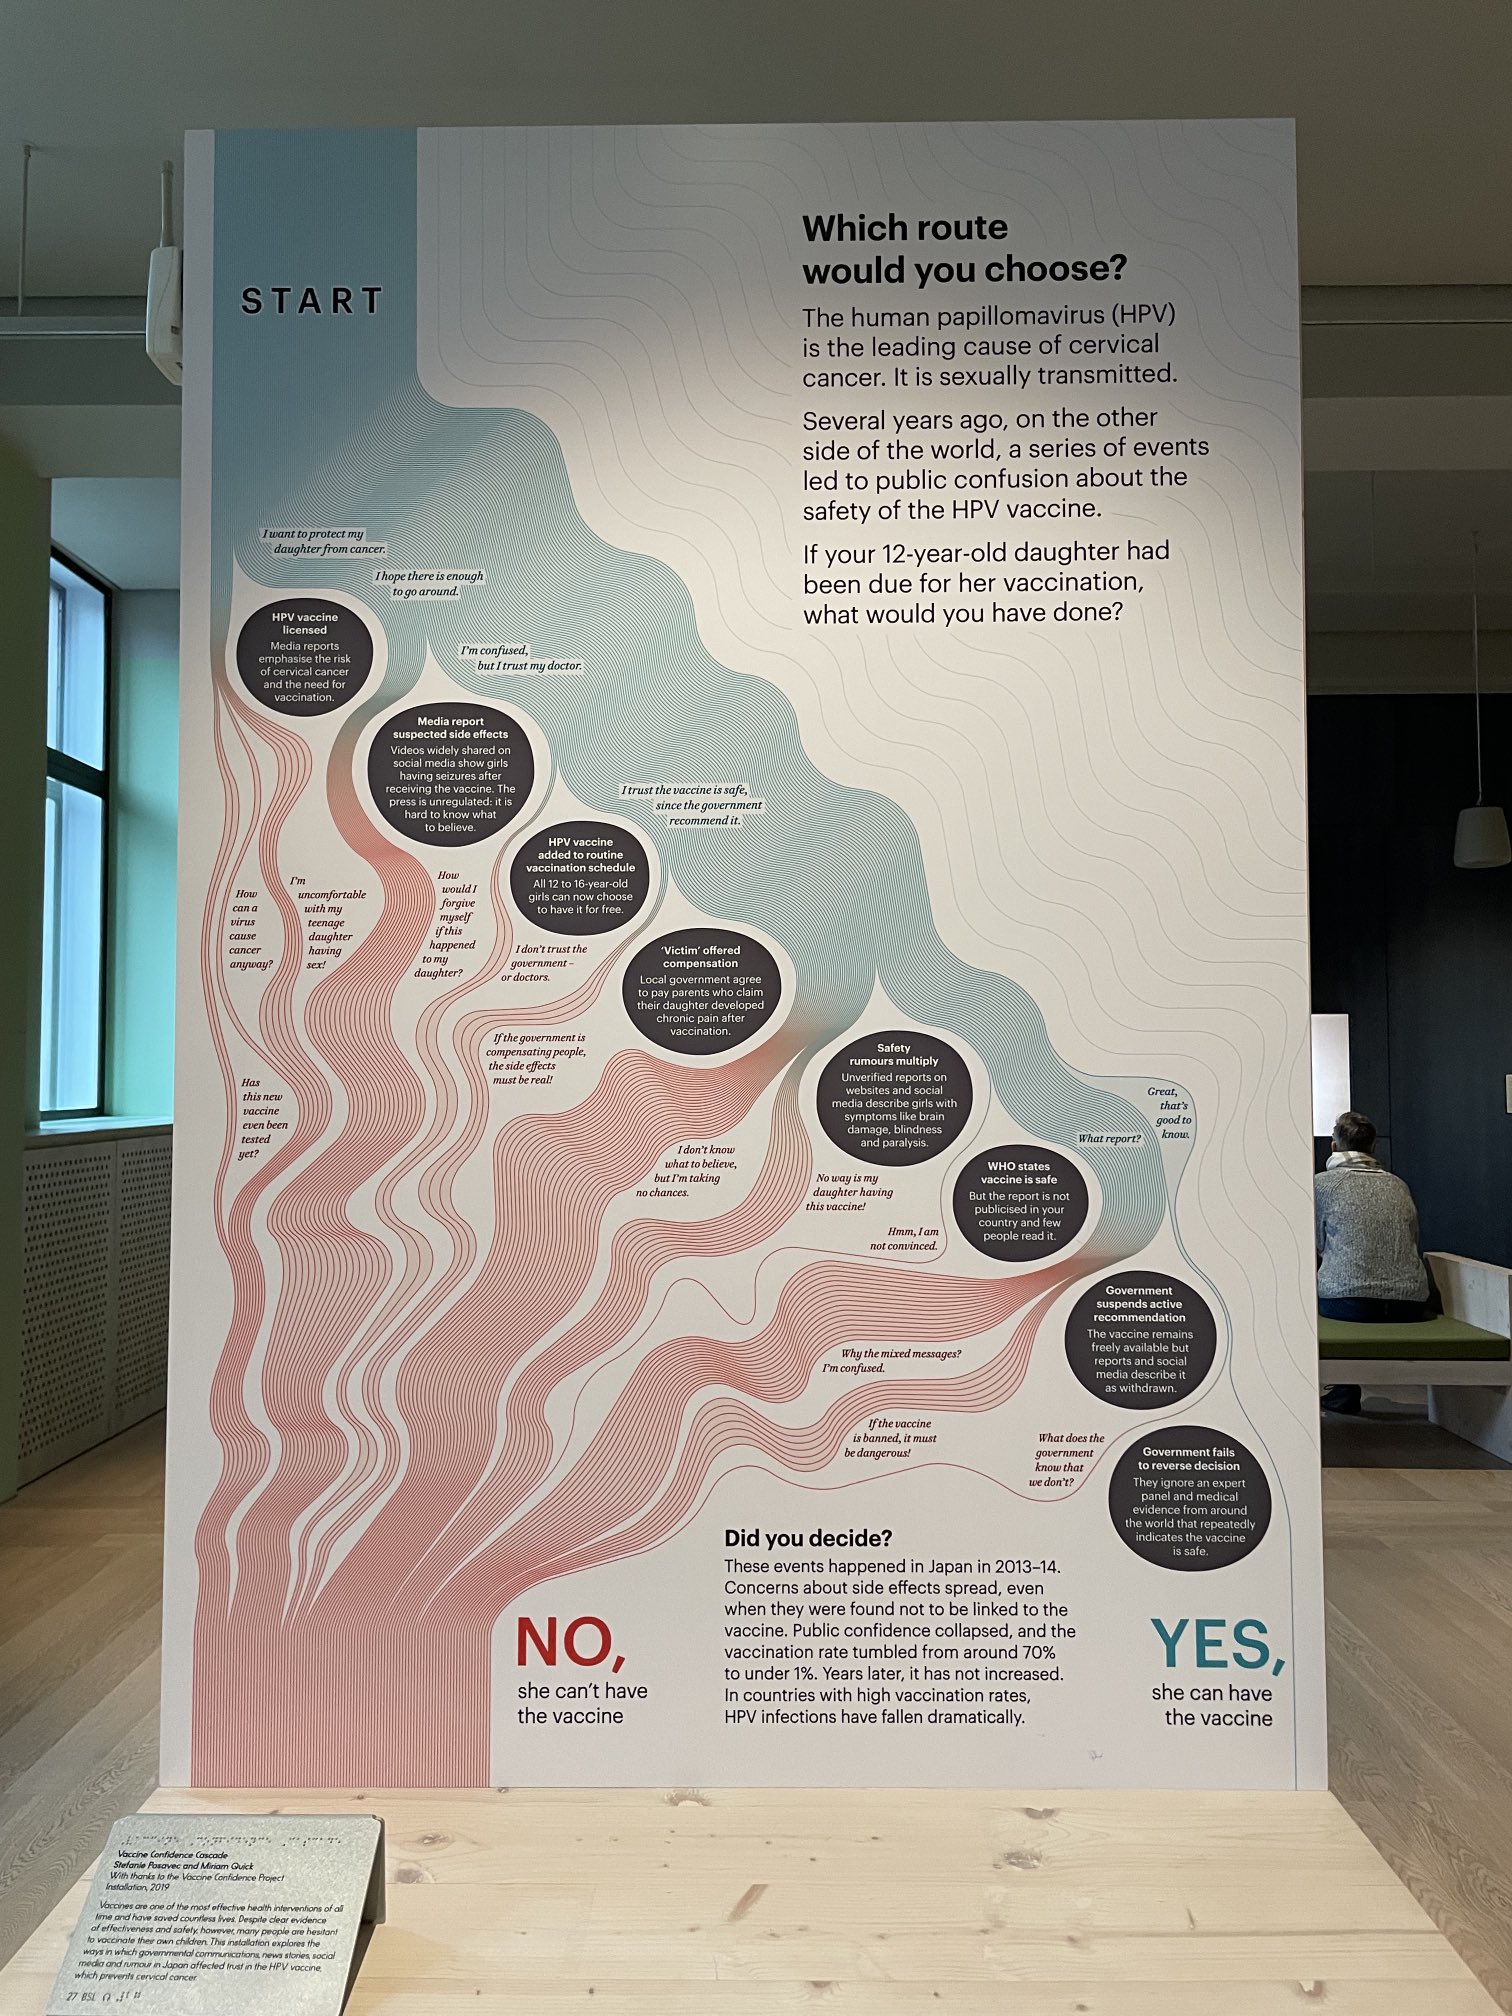 START
Which route
would you choose?
The human papillomavirus (HPV)
is the leading cause of cervical
cancer. It is sexually transmitted.
Several years ago, on the other
side of the world, a series of events
led to public confusion about the
safety of the HPV vaccine.
If your 12-year-old daughter had
been due for her vaccination,
what would you have done?
I want to protect my
daughter from cancer.
I hope there is enough
to go around.
HPV vaccine
licensed
Media reports
emphasise the risk
of cervical cancer
and the need for
vaccination.
I'm confused,
but I trust my doctor.
Media report
suspected side effects
Videos widely shared on
social media show girls
having seizures after
receiving the vaccine. The
press is unregulated: it is
hard to know what
to believe.
I trust the vaccine is safe,
since the government
recommend it.
HPV vaccine
added to routine
vaccination schedule
All 12 to 16-year-old
girls can now choose
to have it for free.
How
can a
virus
cause
cancer
anyway?
I'm
uncomfortable
with my
teenage
daughter
having
sex!
How
would I
forgive
myself
if this
happened
to my
daughter?
I don't trust the
government –
or doctors.
'Victim' offered
compensation
Local government agree
to pay parents who claim
their daughter developed
chronic pain after
vaccination.
If the government is
compensating people,
the side effects
must be real!
Has
this new
vaccine
even been
tested
yet?
Safety
rumours multiply
Unverified reports on
websites and social
media describe girls with
symptoms like brain
damage, blindness
and paralysis.
Great,
that's
good to
know.
What report?
I don't know
what to believe,
but I'm taking
no chances.
No way is my
daughter having
this vaccine!
WHO states
vaccine is safe
But the report is not
publicised in your
country and few
people read it.
Hmm, I am
not convinced.
Government
suspends active
recommendation
The vaccine remains
freely available but
reports and social
media describe it
as withdrawn.
Why the mixed messages?
I'm confused.
If the vaccine
is banned, it must
be dangerous!
What does the
government
know that
we don't?
Government fails
to reverse decision
They ignore an expert
panel and medical
evidence from around
the world that repeatedly
indicates the vaccine
is safe.
Did you decide?
These events happened in Japan in 2013–14.
Concerns about side effects spread, even
when they were found not to be linked to the
vaccine. Public confidence collapsed, and the
vaccination rate tumbled from around 70%
to under 1%. Years later, it has not increased.
In countries with high vaccination rates,
HPV infections have fallen dramatically.
NO,
she can't have
the vaccine
YES,
she can have
the vaccine
Vaccine Confidence Cascade
Stefanie Posavec and Miriam Quick
With thanks to the Vaccine Confidence Project
Installation, 2019
Vaccines are one of the most effective health interventions of all
time and have saved countless lives. Despite clear evidence
of effectiveness and safety, however, many people are hesitant
to vaccinate their own children. This installation explores the
ways in which governmental communications, news stories, social
media and rumour in Japan affected trust in the HPV vaccine,
which prevents cervical cancer.
27 BSL